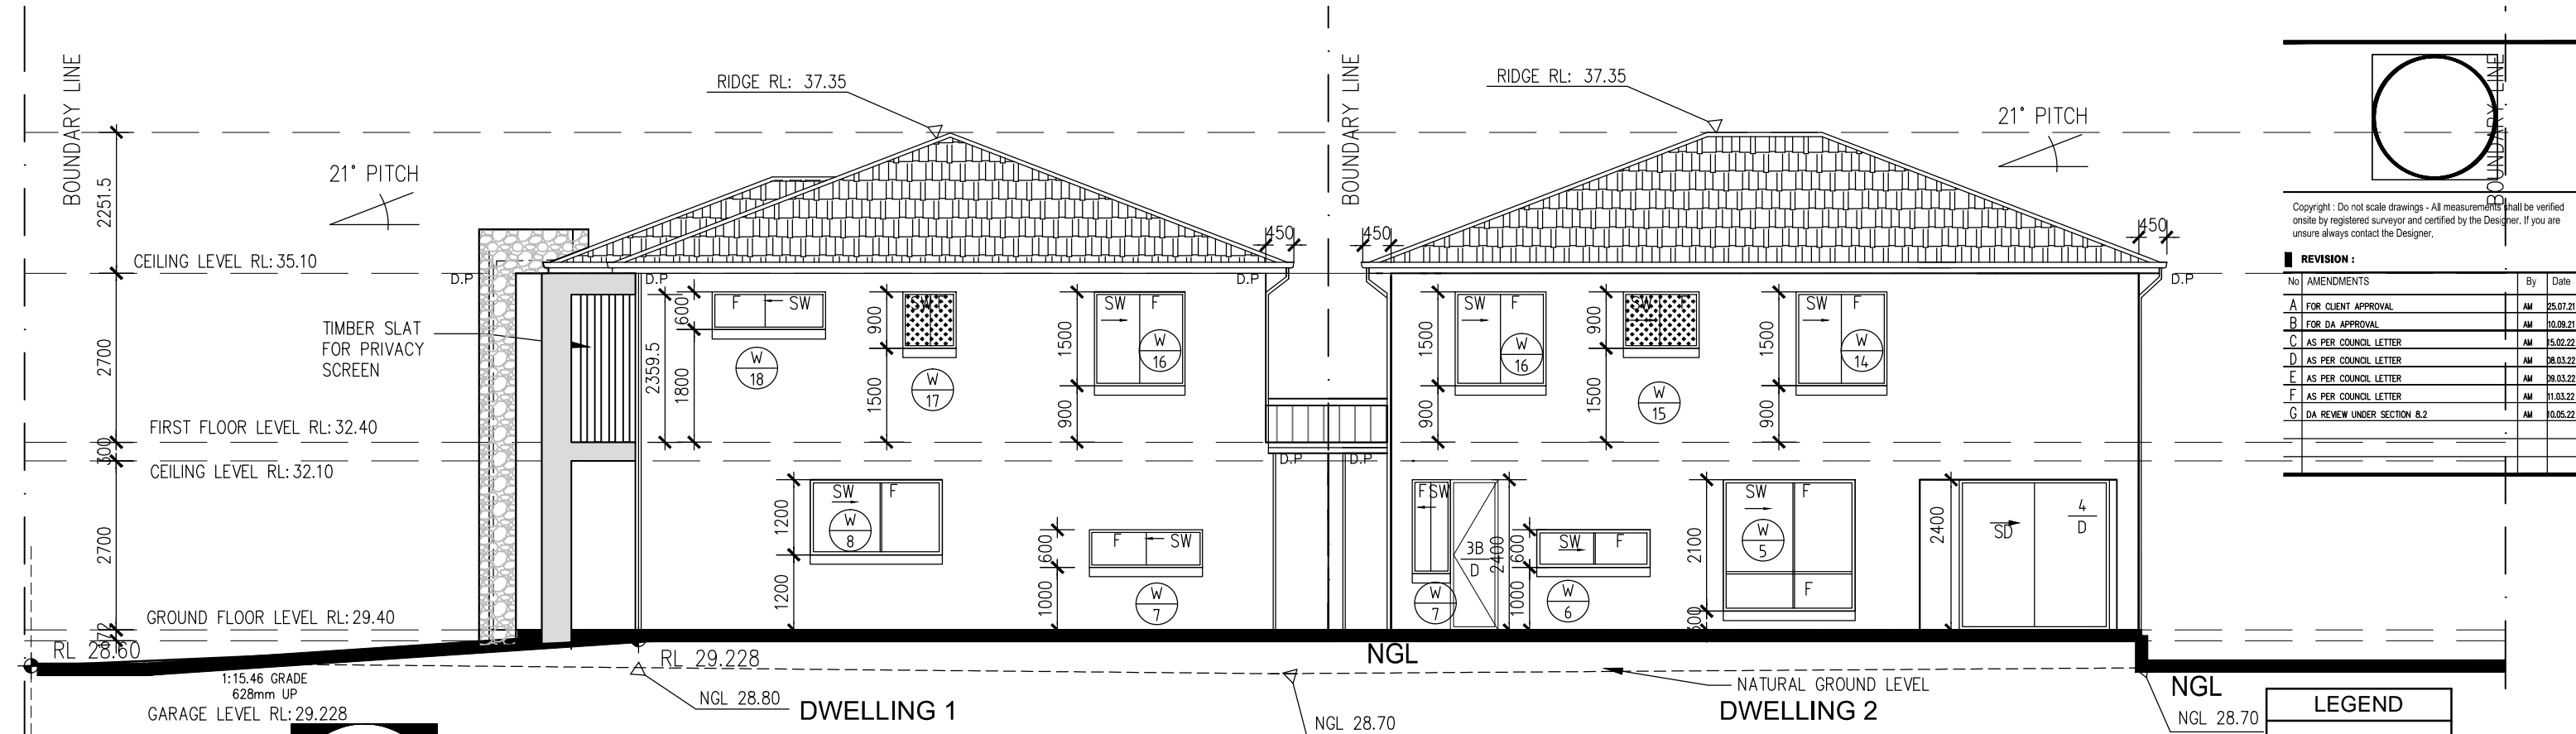 BOUNDARY LINE
RIDGE RL: 37.35
BOUNDARY LINE
RIDGE RL: 37.35
21° PITCH
BOUNDARY LINE
21° PITCH
2251.5
450
450
450
Copyright : Do not scale drawings - All measurements shall be verified
onsite by registered surveyor and certified by the Designer. If you are
unsure always contact the Designer.
REVISION :
No AMENDMENTS By Date
A FOR CLIENT APPROVAL AM 25.07.21
B FOR DA APPROVAL AM 10.09.21
C AS PER COUNCIL LETTER AM 15.02.22
D AS PER COUNCIL LETTER AM 08.03.22
E AS PER COUNCIL LETTER AM 09.03.22
F AS PER COUNCIL LETTER AM 11.03.22
G DA REVIEW UNDER SECTION 8.2 AM 10.05.22
CEILING LEVEL RL: 35.10
D.P
D.P
D.P
D.P
TIMBER SLAT
FOR PRIVACY
SCREEN
2700
2359.5
600
1800
F SW
W
18
900
1500
SW
W
17
1500
900
SW F
W
16
1500
900
SW F
W
16
900
1500
SW
W
15
1500
900
SW F
W
14
FIRST FLOOR LEVEL RL: 32.40
300
CEILING LEVEL RL: 32.10
D.P
D.P
2700
1200
1200
SW F
W
8
600
1000
F SW
W
7
F SW
W
7
3B
D
2400
600
1000
SW F
W
6
2100
300
SW F
W
5
F
2400
SD
4
D
GROUND FLOOR LEVEL RL: 29.40
172
RL 28.60
RL 29.228
NGL
1:15.46 GRADE
628mm UP
GARAGE LEVEL RL: 29.228
NGL 28.80
DWELLING 1
NGL 28.70
NATURAL GROUND LEVEL
DWELLING 2
NGL
NGL 28.70
LEGEND